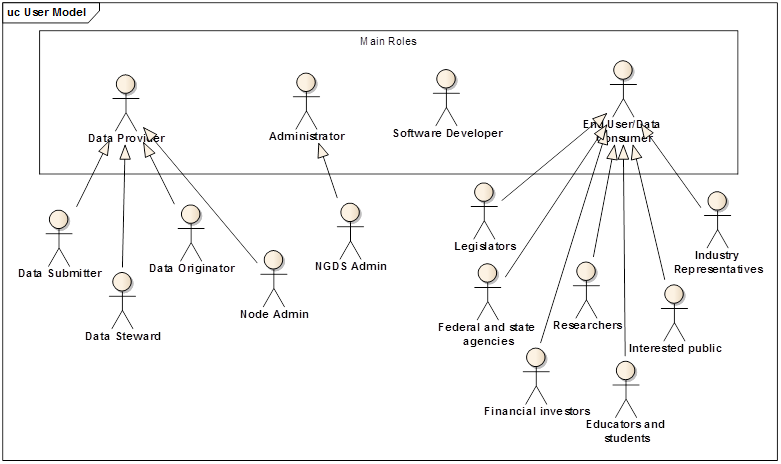 uc User Model
Main Roles
Data Provider
Administrator
Software Developer
End User/Data
Consumer
Data Submitter
Data Steward
Data Originator
Node Admin
NGDS Admin
Legislators
Federal and state
agencies
Financial investors
Researchers
Educators and
students
Interested public
Industry
Representatives